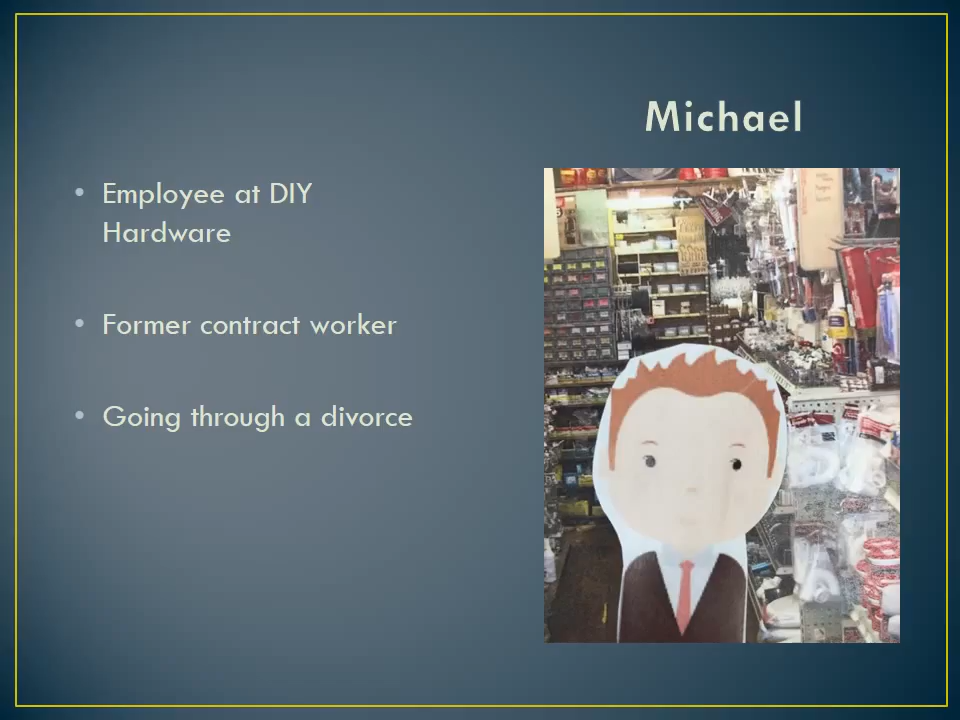 Michael
• Employee at DIY
Hardware
• Former contract worker
• Going through a divorce